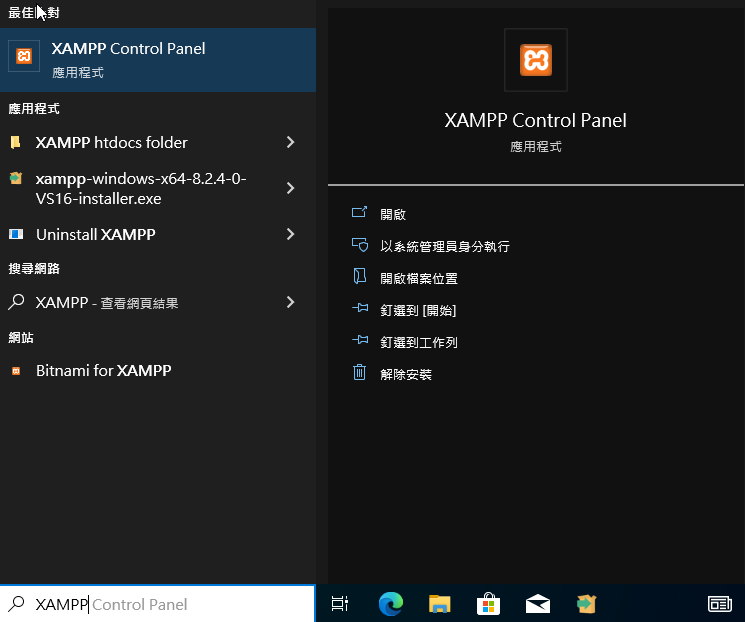 最佳比對
XAMPP Control Panel
應用程式
應用程式
XAMPP htdocs folder
xampp-windows-x64-8.2.4-0-
VS16-installer.exe
Uninstall XAMPP
搜尋網路
XAMPP - 查看網頁結果
網站
Bitnami for XAMPP
XAMPP Control Panel
XAMPP Control Panel
應用程式
開啟
以系統管理員身分執行
開啟檔案位置
釘選到 [開始]
釘選到工作列
解除安裝